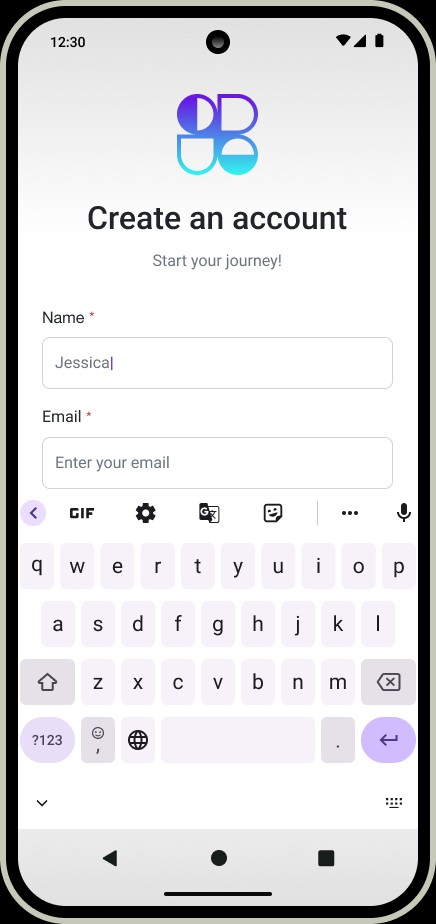 12:30
Create an account
Start your journey!
Name *
Jessica
Email *
Enter your email
GIF
q w e r t y u i o p
a s d f g h j k l
z x c v b n m
?123 , .